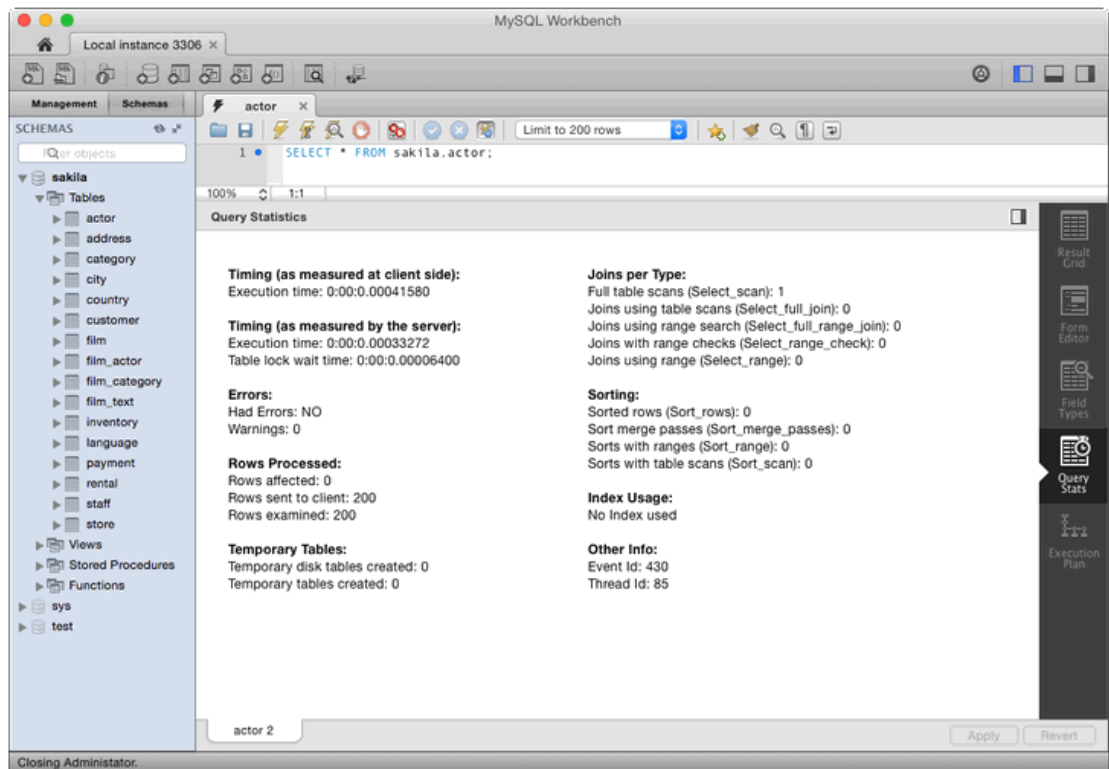 MySQL Workbench
Local instance 3306 ×
Management Schemas
SCHEMAS
Filter objects
sakila
Tables
actor
address
category
city
country
customer
film
film_actor
film_category
film_text
inventory
language
payment
rental
staff
store
Views
Stored Procedures
Functions
sys
test
actor ×
Limit to 200 rows
1 SELECT * FROM sakila.actor;
100% 1:1
Query Statistics
Timing (as measured at client side):
Execution time: 0:00:0.00041580
Timing (as measured by the server):
Execution time: 0:00:0.00033272
Table lock wait time: 0:00:0.00006400
Errors:
Had Errors: NO
Warnings: 0
Rows Processed:
Rows affected: 0
Rows sent to client: 200
Rows examined: 200
Temporary Tables:
Temporary disk tables created: 0
Temporary tables created: 0
Joins per Type:
Full table scans (Select_scan): 1
Joins using table scans (Select_full_join): 0
Joins using range search (Select_full_range_join): 0
Joins with range checks (Select_range_check): 0
Joins using range (Select_range): 0
Sorting:
Sorted rows (Sort_rows): 0
Sort merge passes (Sort_merge_passes): 0
Sorts with ranges (Sort_range): 0
Sorts with table scans (Sort_scan): 0
Index Usage:
No Index used
Other Info:
Event Id: 430
Thread Id: 85
Result
Grid
Form
Editor
Field
Types
Query
Stats
Execution
Plan
actor 2
Apply Revert
Closing Administator.